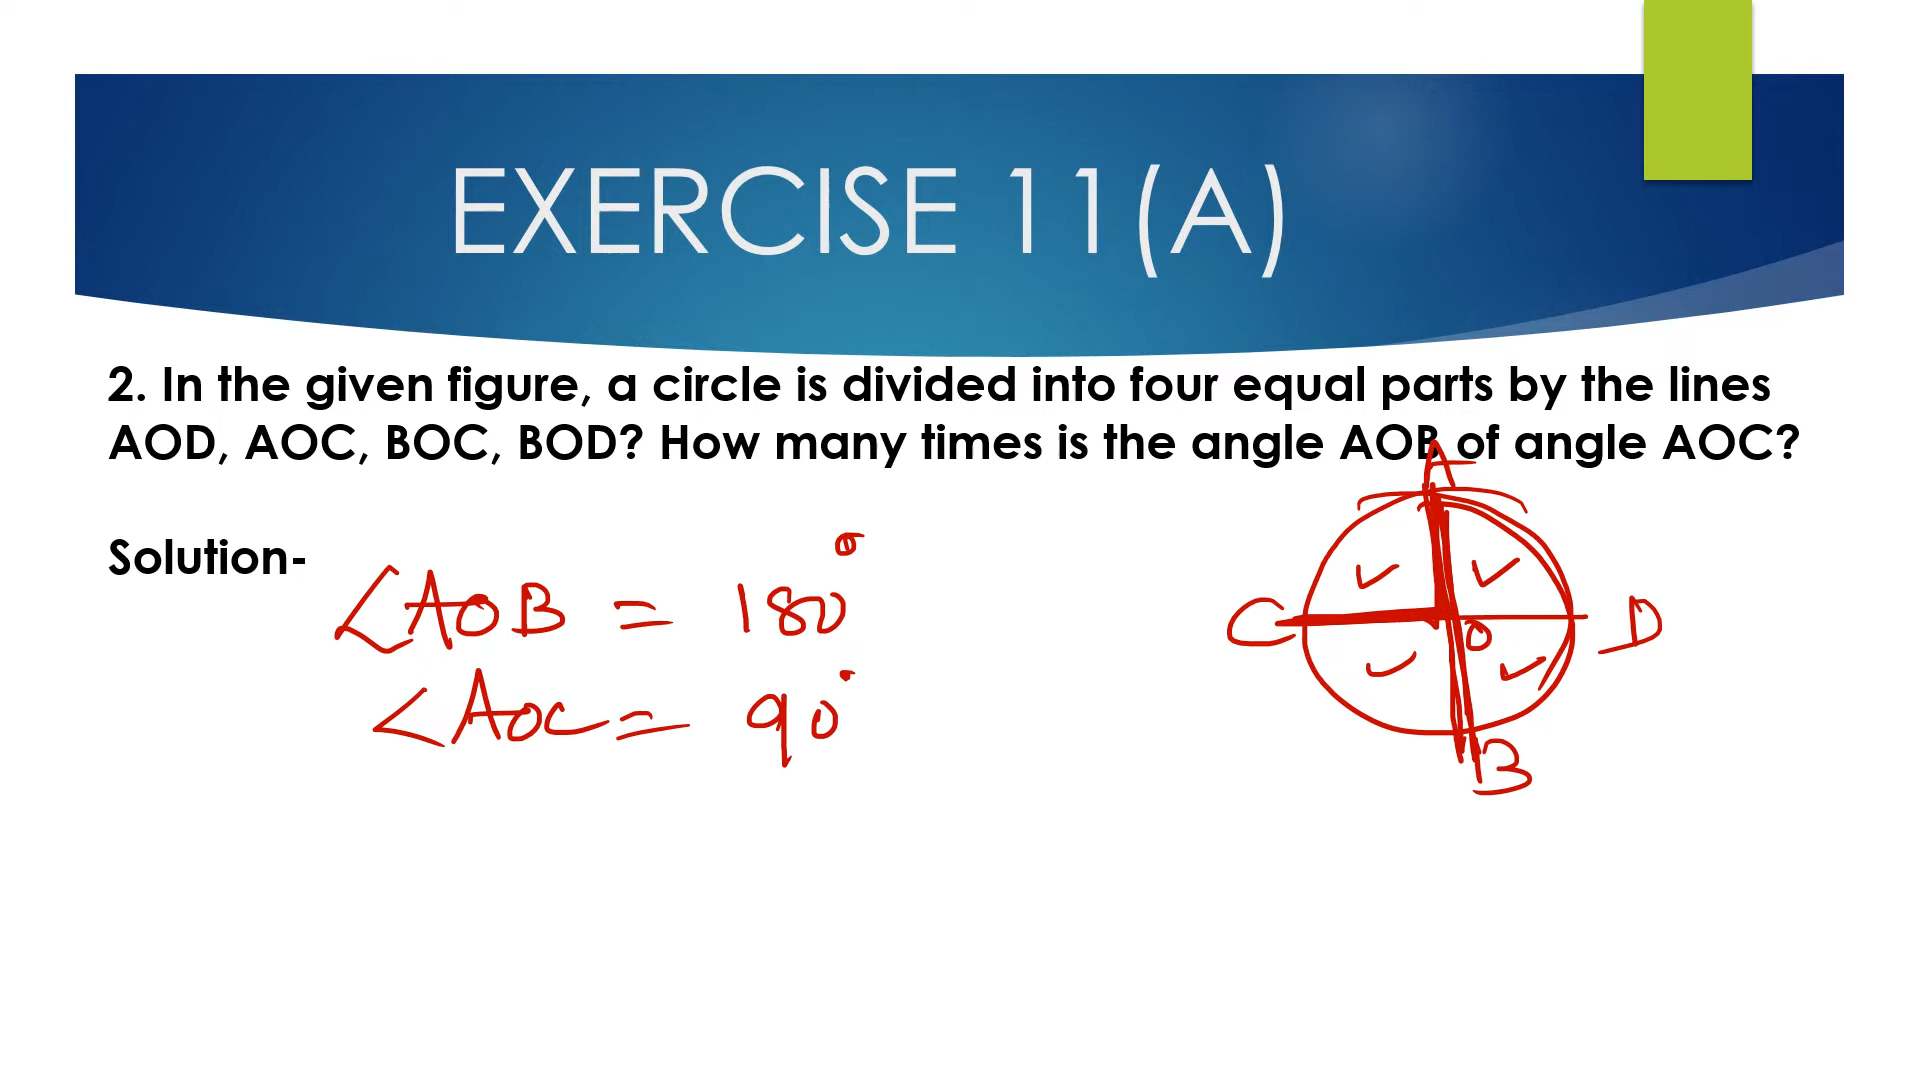 EXERCISE 11(A)
2. In the given figure, a circle is divided into four equal parts by the lines
AOD, AOC, BOC, BOD? How many times is the angle AOB of angle AOC?
Solution-
∠AOB = 180°
∠AOC = 90°
A
C
O
D
B